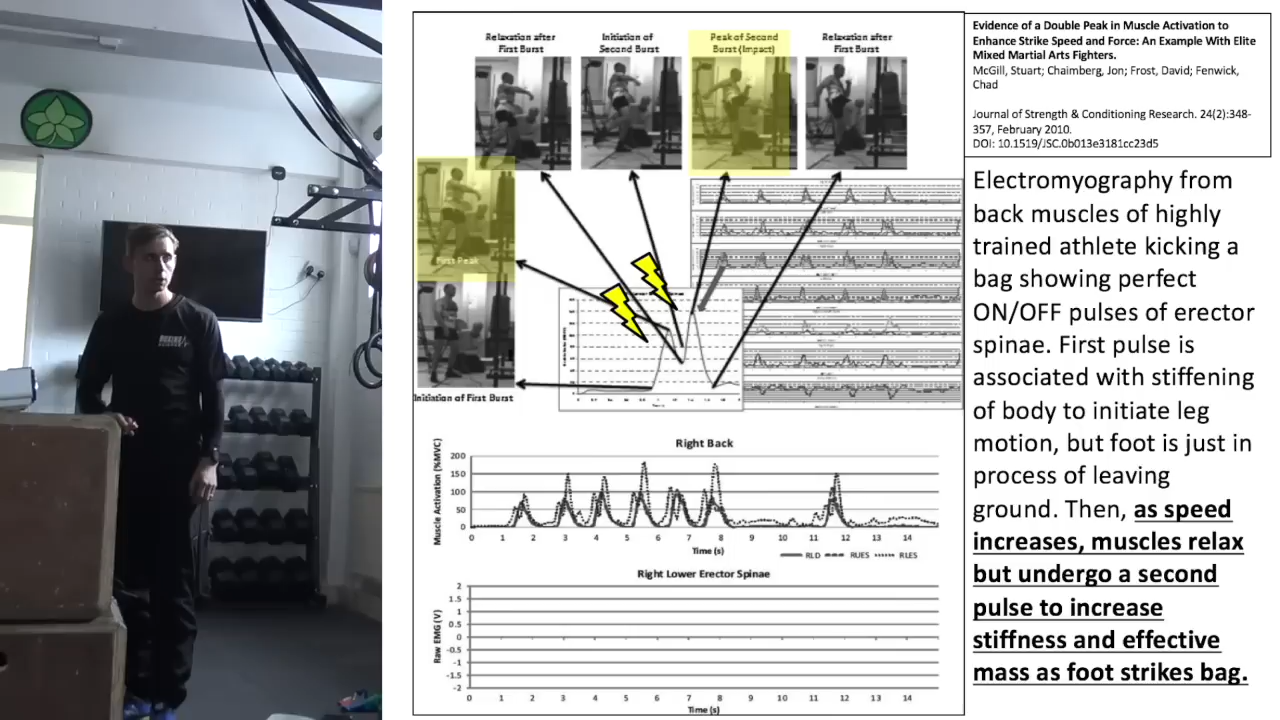 Relaxation after
First Burst
Initiation of
Second Burst
Peak of Second
Burst (Impact)
Relaxation after
First Burst
First Peak
Initiation of First Burst
Evidence of a Double Peak in Muscle Activation to
Enhance Strike Speed and Force: An Example With Elite
Mixed Martial Arts Fighters.
McGill, Stuart; Chaimberg, Jon; Frost, David; Fenwick,
Chad
Journal of Strength & Conditioning Research. 24(2):348-
357, February 2010.
DOI: 10.1519/JSC.0b013e3181cc23d5
Electromyography from
back muscles of highly
trained athlete kicking a
bag showing perfect
ON/OFF pulses of erector
spinae. First pulse is
associated with stiffening
of body to initiate leg
motion, but foot is just in
process of leaving
ground. Then, as speed
increases, muscles relax
but undergo a second
pulse to increase
stiffness and effective
mass as foot strikes bag.
Right Back
Muscle Activation (%MVC)
200
150
100
50
0
0 1 2 3 4 5 6 7 8 9 10 11 12 13 14
Time (s)
RLD RUES RLES
Right Lower Erector Spinae
Raw EMG (V)
2
1.5
1
0.5
0
-0.5
-1
-1.5
-2
0 1 2 3 4 5 6 7 8 9 10 11 12 13 14
Time (s)